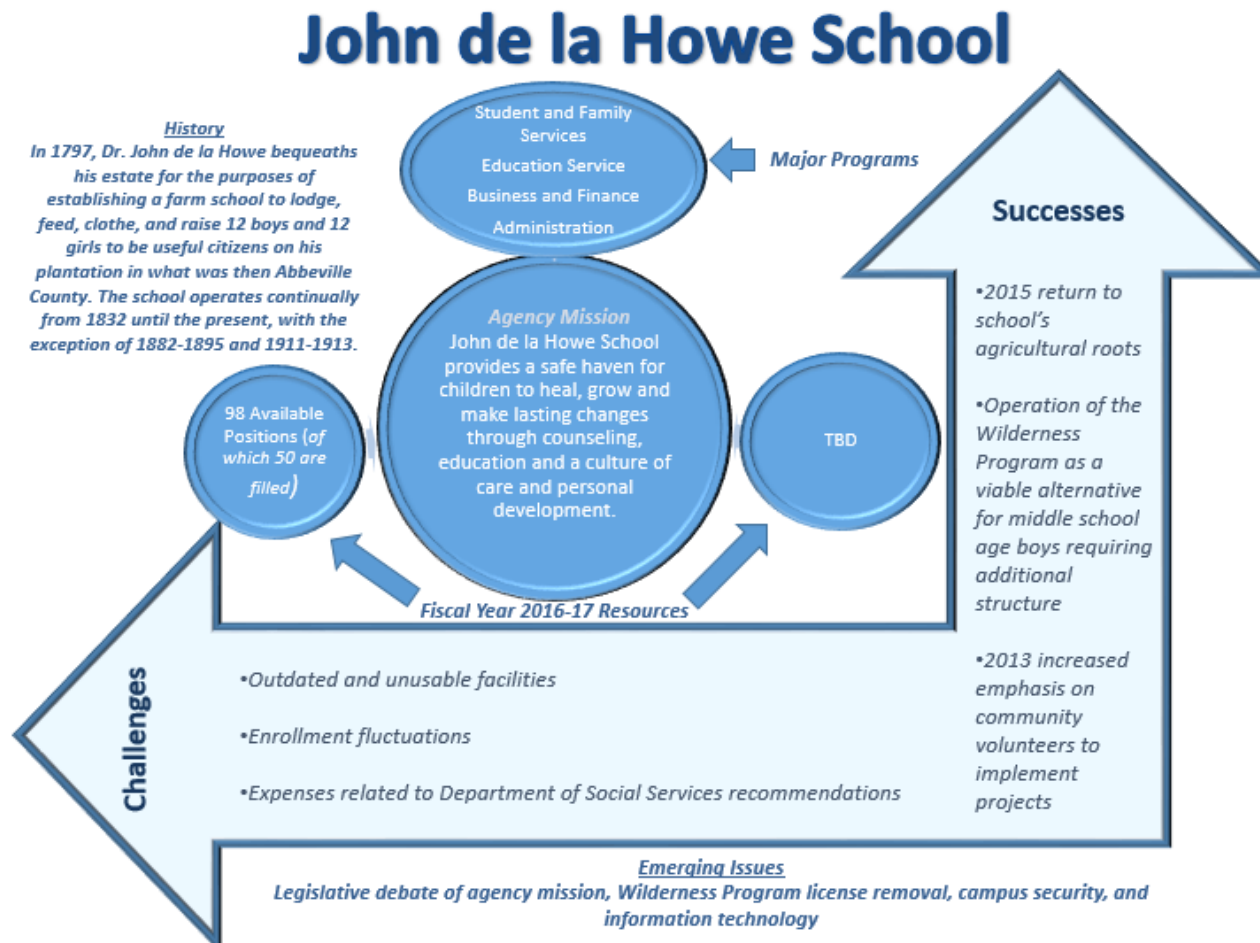 John de la Howe School
History
In 1797, Dr. John de la Howe bequeaths
his estate for the purposes of
establishing a farm school to lodge,
feed, clothe, and raise 12 boys and 12
girls to be useful citizens on his
plantation in what was then Abbeville
County. The school operates continually
from 1832 until the present, with the
exception of 1882-1895 and 1911-1913.
Student and Family
Services
Education Service
Business and Finance
Administration
Major Programs
Agency Mission
John de la Howe School
provides a safe haven for
children to heal, grow and
make lasting changes
through counseling,
education and a culture of
care and personal
development.
98 Available
Positions (of
which 50 are
filled)
TBD
Fiscal Year 2016-17 Resources
Successes
•2015 return to
school's
agricultural roots
•Operation of the
Wilderness
Program as a
viable alternative
for middle school
age boys requiring
additional
structure
•2013 increased
emphasis on
community
volunteers to
implement
projects
Challenges
•Outdated and unusable facilities
•Enrollment fluctuations
•Expenses related to Department of Social Services recommendations
Emerging Issues
Legislative debate of agency mission, Wilderness Program license removal, campus security, and
information technology